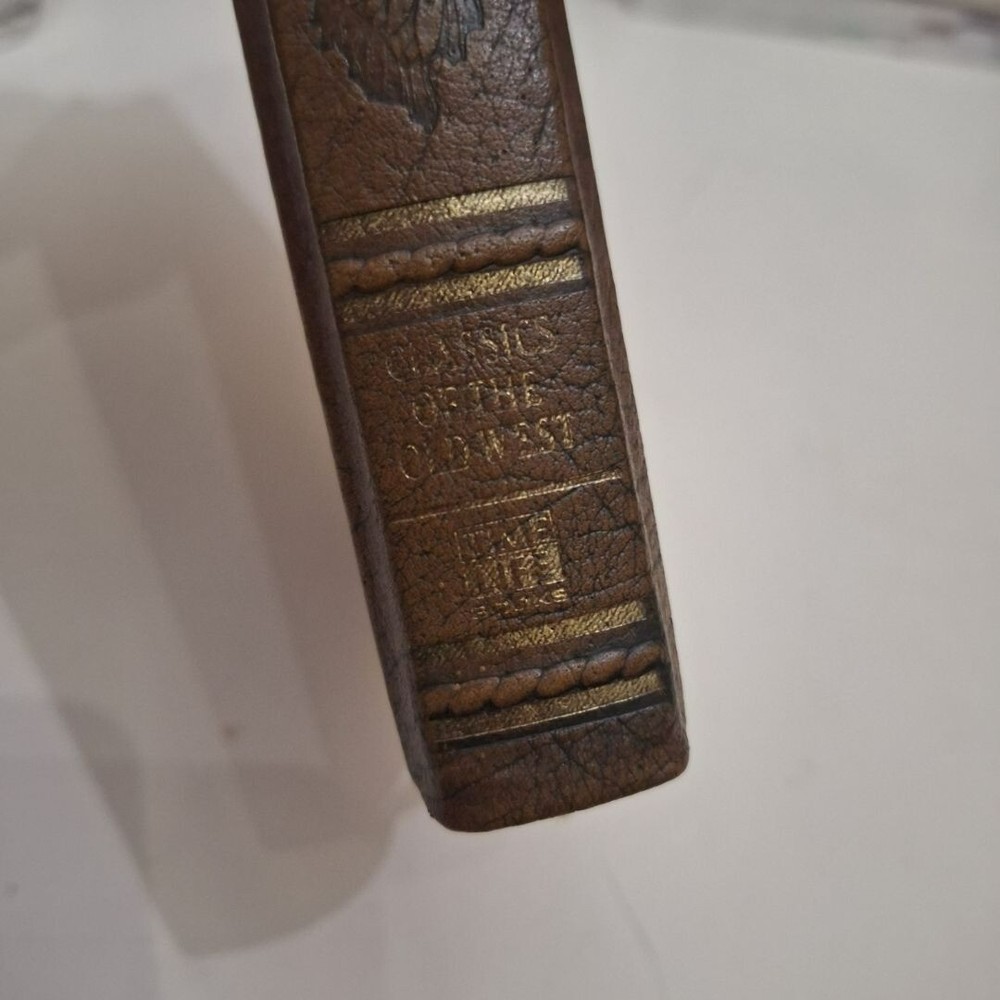 CLASSICS
OF THE
OLD WEST
TIME
LIFE
BOOKS